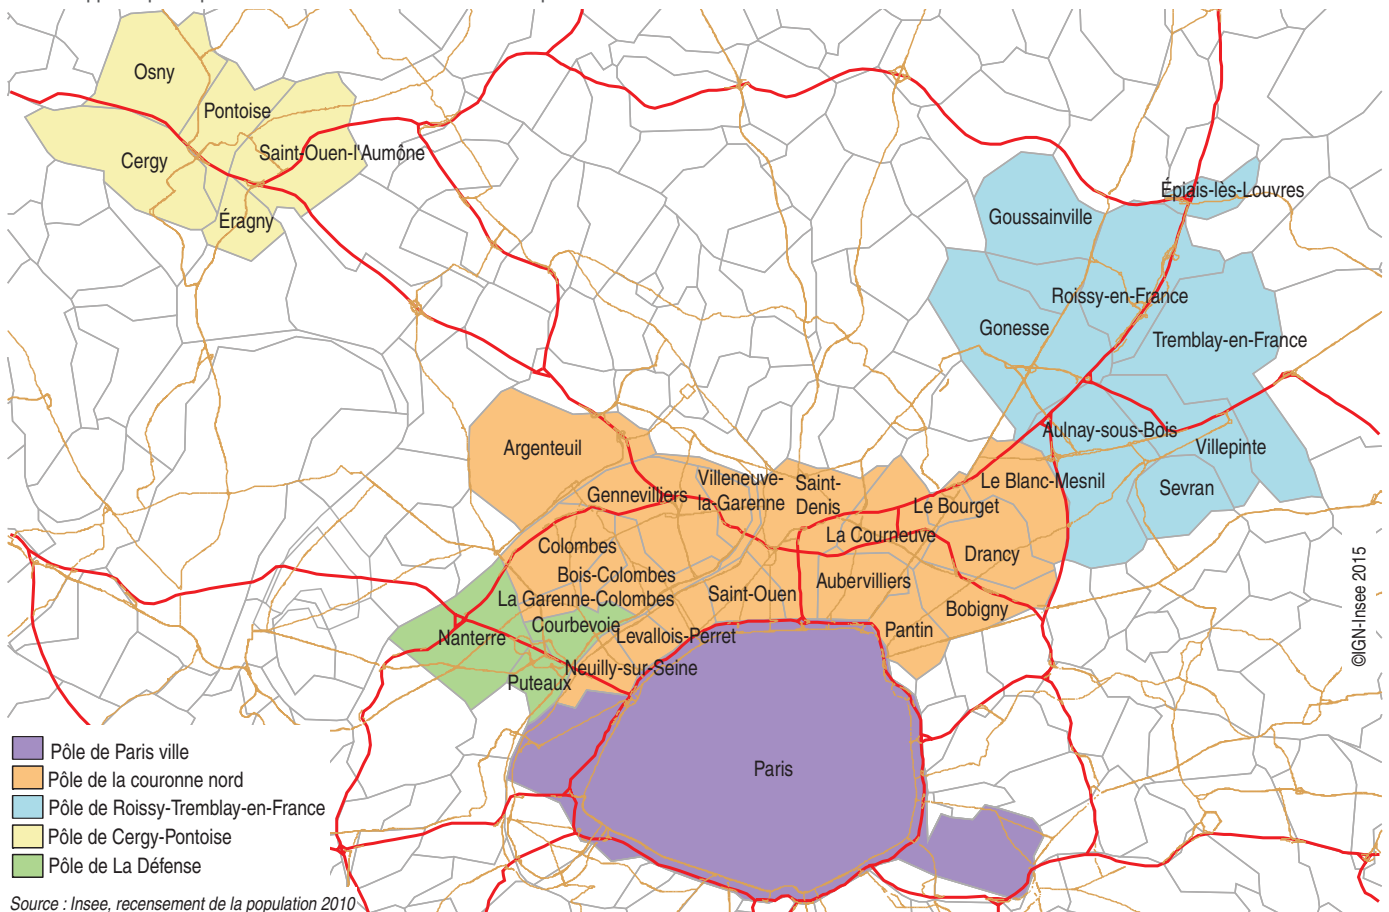 Osny
Pontoise
Cergy
Saint-Ouen-l'Aumône
Éragny
Épiais-lès-Louvres
Goussainville
Roissy-en-France
Gonesse
Tremblay-en-France
Aulnay-sous-Bois
Villepinte
Sevran
Argenteuil
Gennevilliers
Villeneuve-
la-Garenne
Saint-
Denis
Le Blanc-Mesnil
Le Bourget
La Courneuve
Drancy
Colombes
Bois-Colombes
La Garenne-Colombes
Saint-Ouen
Aubervilliers
Bobigny
Pantin
Courbevoie
Nanterre
Levallois-Perret
Neuilly-sur-Seine
Puteaux
Paris
©IGN-Insee 2015
Pôle de Paris ville
Pôle de la couronne nord
Pôle de Roissy-Tremblay-en-France
Pôle de Cergy-Pontoise
Pôle de La Défense
Source : Insee, recensement de la population 2010